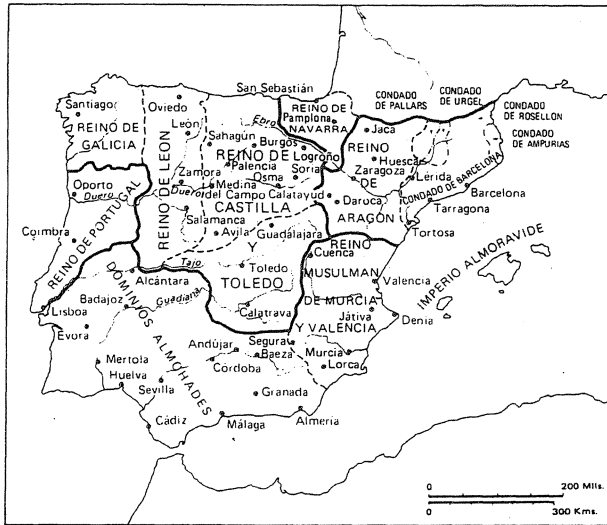 San Sebastián
CONDADO DE PALLARS
CONDADO DE URGEL
CONDADO DE ROSELLON
CONDADO DE AMPURIAS
Santiago
Oviedo
REINO DE GALICIA
León
REINO DE LEON
Sahagún
Ebro
Burgos
REINO DE
Logroño
REINO DE
Pamplona
NAVARRA
Jaca
REINO
Huesca
Zaragoza
DE
Lérida
CONDADO DE BARCELONA
Barcelona
Oporto
Duero
Zamora
Palencia
Soria
Osma
Duero
Medina
del Campo
Calatayud
CASTILLA
Daroca
ARAGON
Tarragona
Tortosa
Salamanca
Avila
Guadalajara
Y
REINO
Cuenca
MUSULMAN
Coimbra
REINO DE PORTUGAL
Tajo
Toledo
TOLEDO
Valencia
IMPERIO ALMORAVIDE
Alcántara
DE MURCIA
Játiva
Denia
Y VALENCIA
Lisboa
Badajoz
Guadiana
DOMINIOS ALMOHADES
Calatrava
Evora
Andújar
Segura
Baeza
Murcia
Lorca
Mertola
Huelva
Córdoba
Sevilla
Granada
Cádiz
Málaga
Almería
0 200 Mlls.
0 300 Kms.